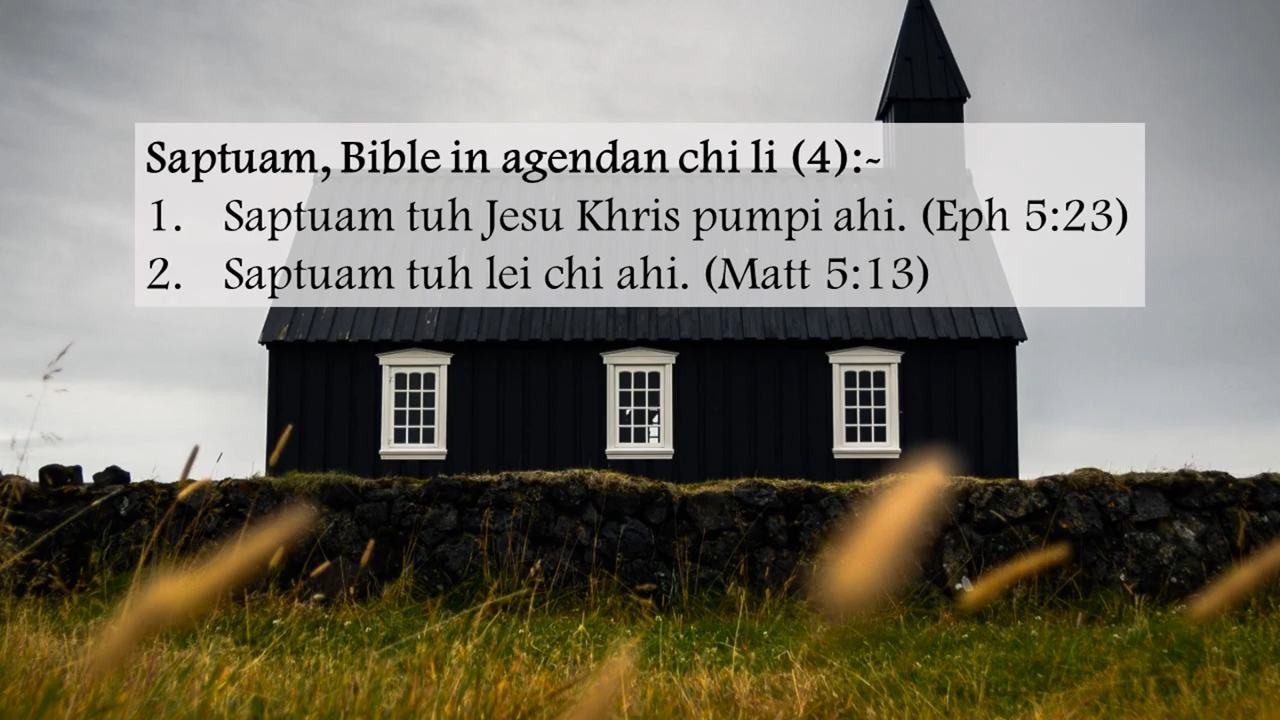 Saptuam, Bible in agendan chi li (4):~
1. Saptuam tuh Jesu Khris pumpi ahi. (Eph 5:23)
2. Saptuam tuh lei chi ahi. (Matt 5:13)